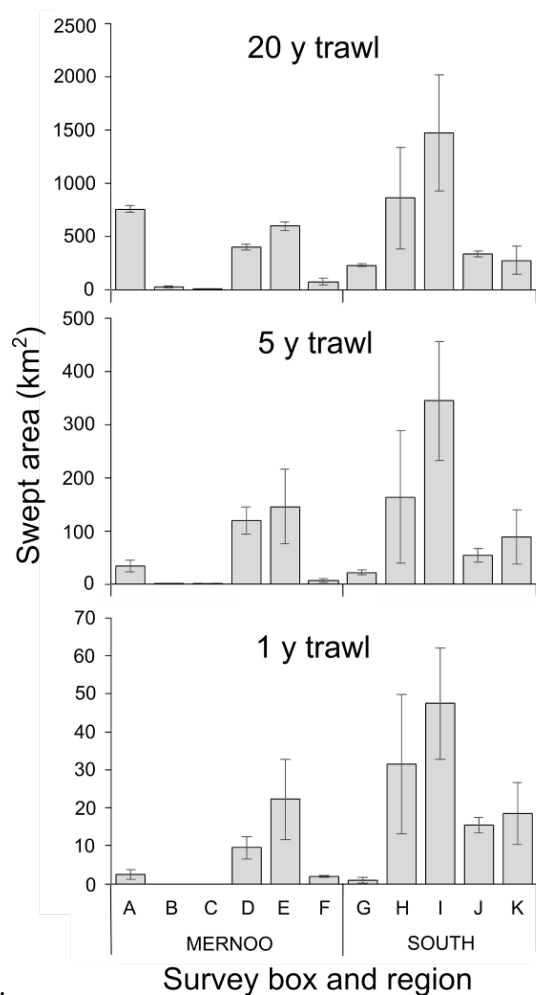 2500
20 y trawl
2000
1500
1000
500
0
500
5 y trawl
400
300
200
100
0
Swept area (km²)
70
1 y trawl
60
50
40
30
20
10
0
A B C D E F G H I J K
MERNOO SOUTH
. Survey box and region